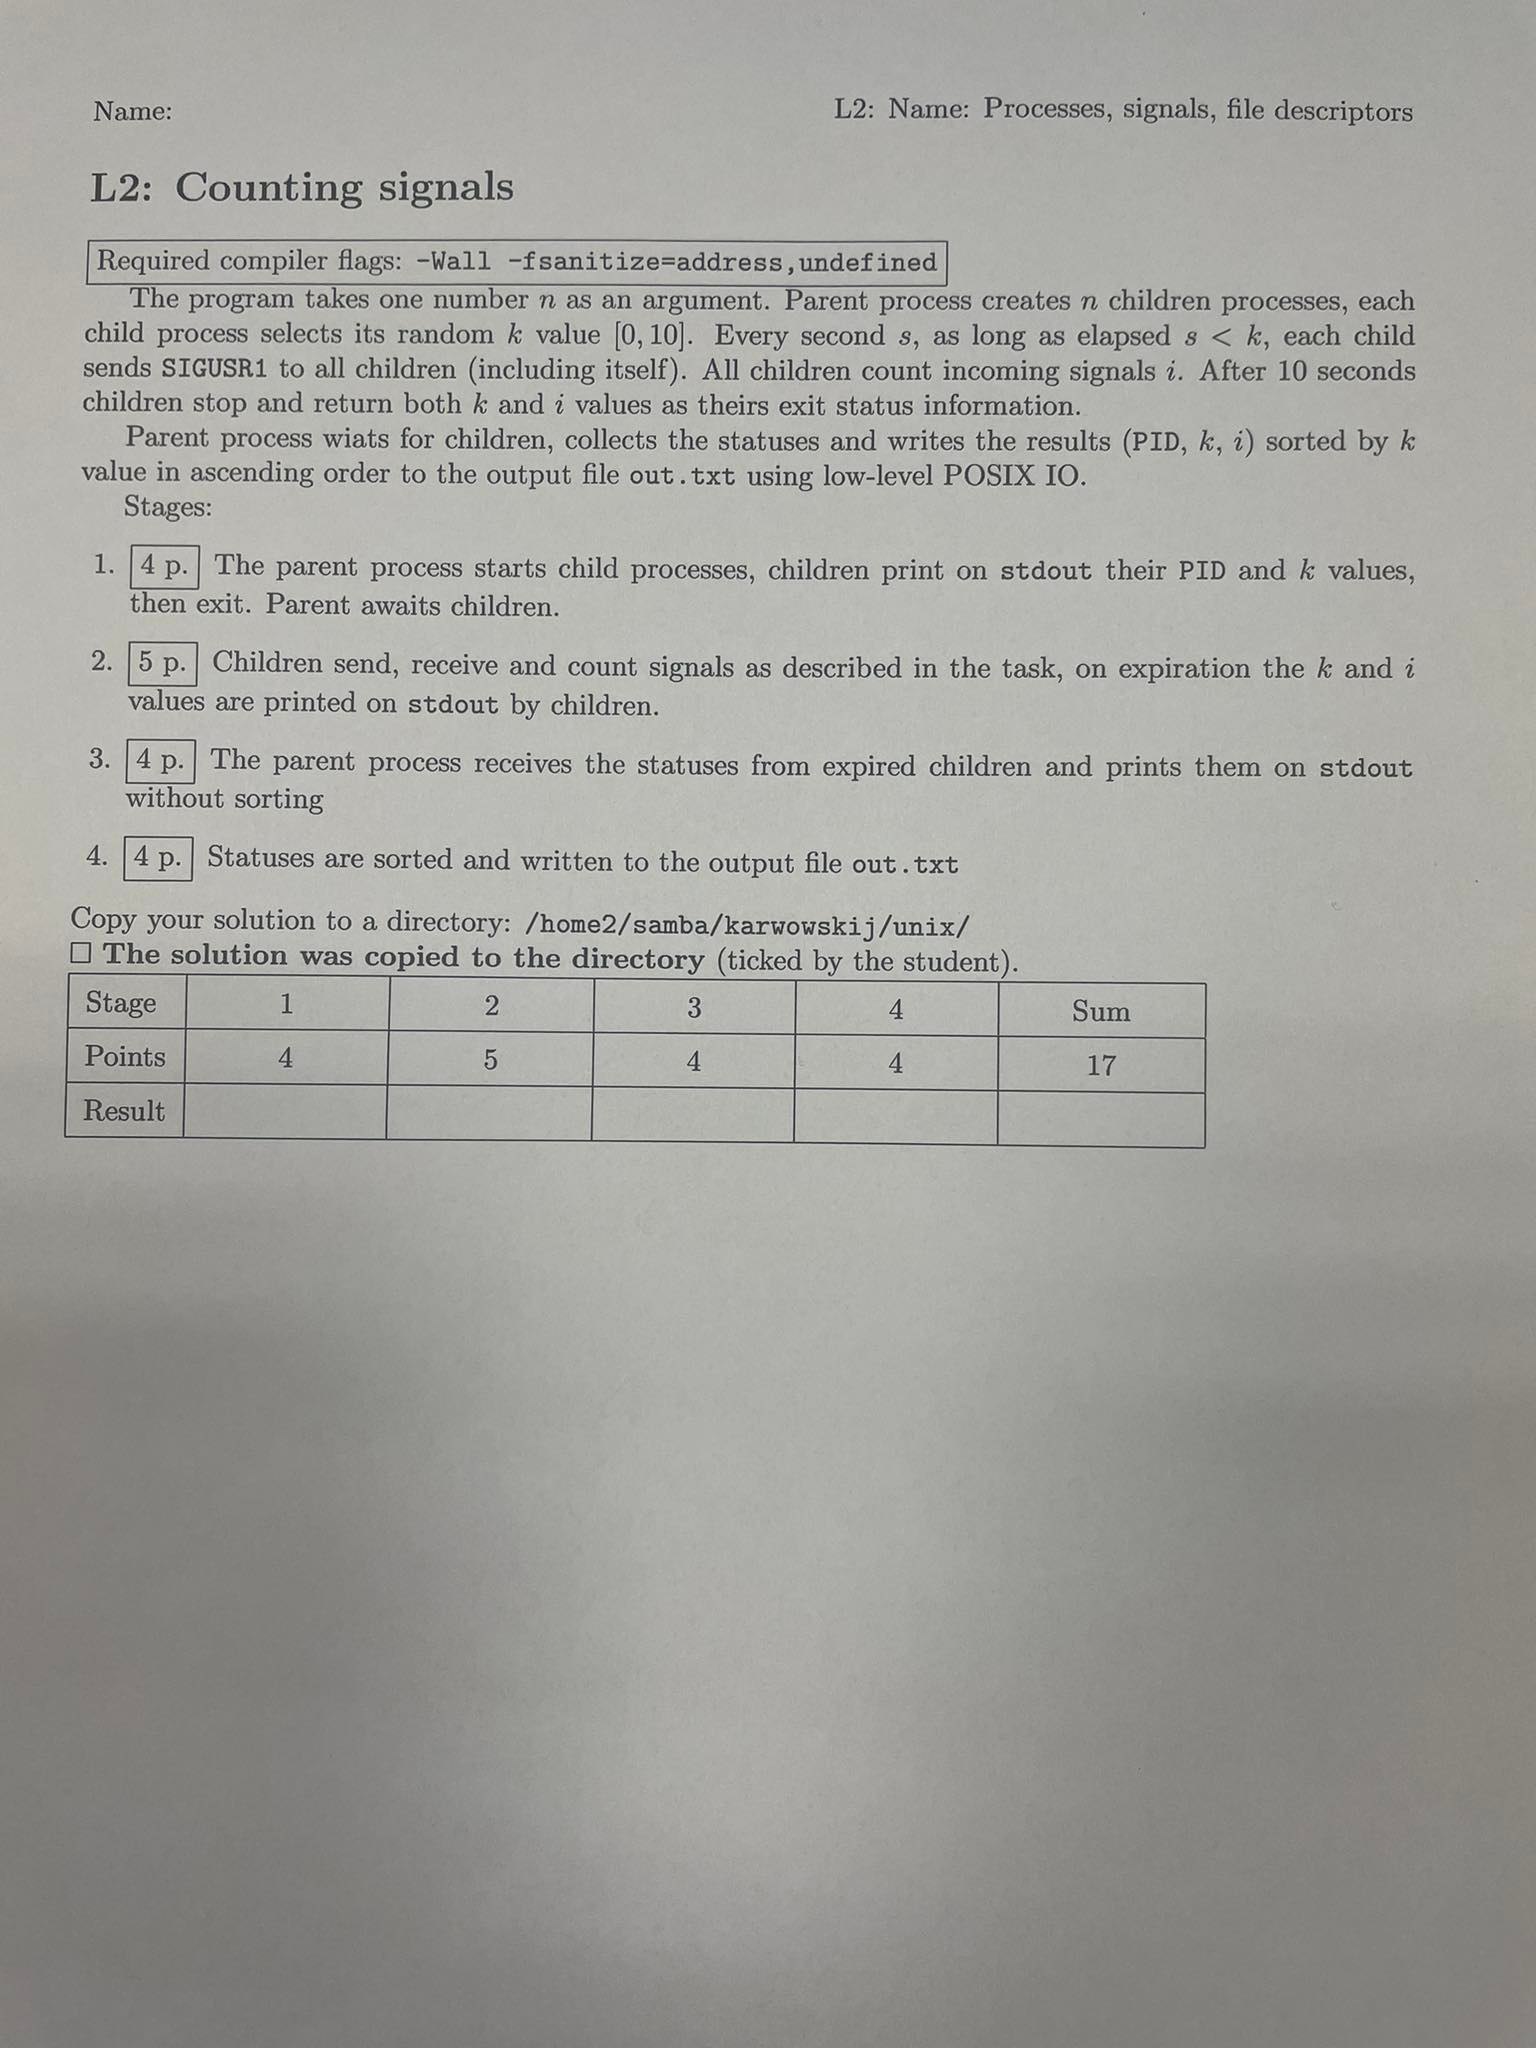 Name:
L2: Name: Processes, signals, file descriptors
L2: Counting signals
Required compiler flags: -Wall -fsanitize=address,undefined
The program takes one number n as an argument. Parent process creates n children processes, each
child process selects its random k value [0, 10]. Every second s, as long as elapsed s < k, each child
sends SIGUSR1 to all children (including itself). All children count incoming signals i. After 10 seconds
children stop and return both k and i values as theirs exit status information.
Parent process wiats for children, collects the statuses and writes the results (PID, k, i) sorted by k
value in ascending order to the output file out.txt using low-level POSIX IO.
Stages:
1. 4 p. The parent process starts child processes, children print on stdout their PID and k values,
then exit. Parent awaits children.
2. 5 p. Children send, receive and count signals as described in the task, on expiration the k and i
values are printed on stdout by children.
3. 4 p. The parent process receives the statuses from expired children and prints them on stdout
without sorting
4. 4 p. Statuses are sorted and written to the output file out.txt
Copy your solution to a directory: /home2/samba/karwowskij/unix/
☐ The solution was copied to the directory (ticked by the student).
Stage 1 2 3 4 Sum
Points 4 5 4 4 17
Result